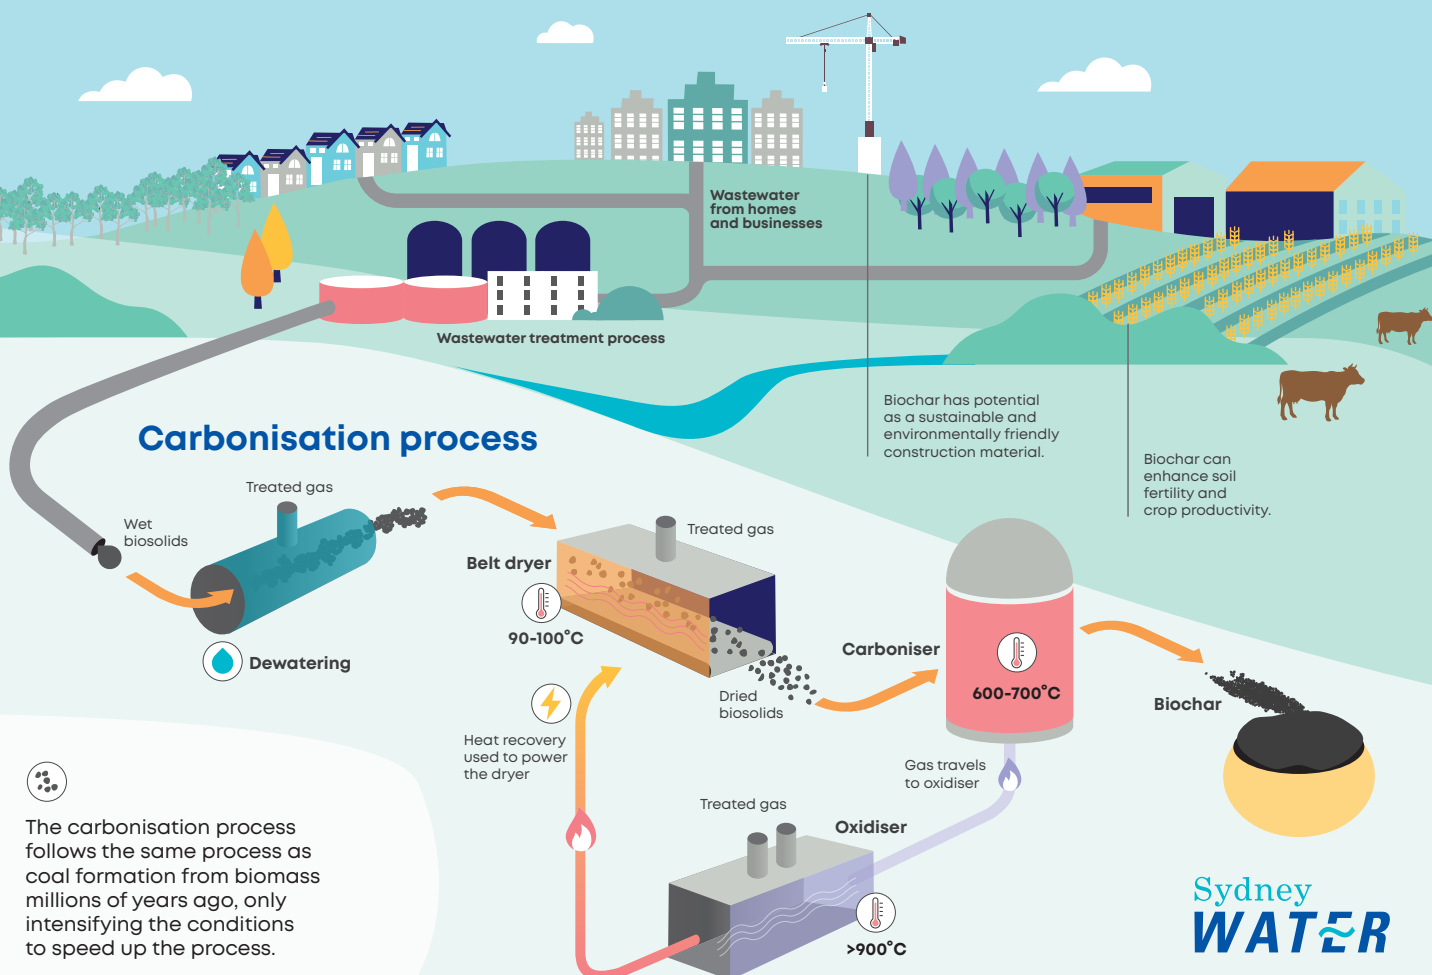 Wastewater
from homes
and businesses
Wastewater treatment process
Biochar has potential
as a sustainable and
environmentally friendly
construction material.
Biochar can
enhance soil
fertility and
crop productivity.
Carbonisation process
Wet
biosolids
Treated gas
Dewatering
Belt dryer
90-100°C
Treated gas
Dried
biosolids
Carboniser
600-700°C
Biochar
Gas travels
to oxidiser
Oxidiser
Treated gas
>900°C
Heat recovery
used to power
the dryer
The carbonisation process
follows the same process as
coal formation from biomass
millions of years ago, only
intensifying the conditions
to speed up the process.
Sydney
WATER